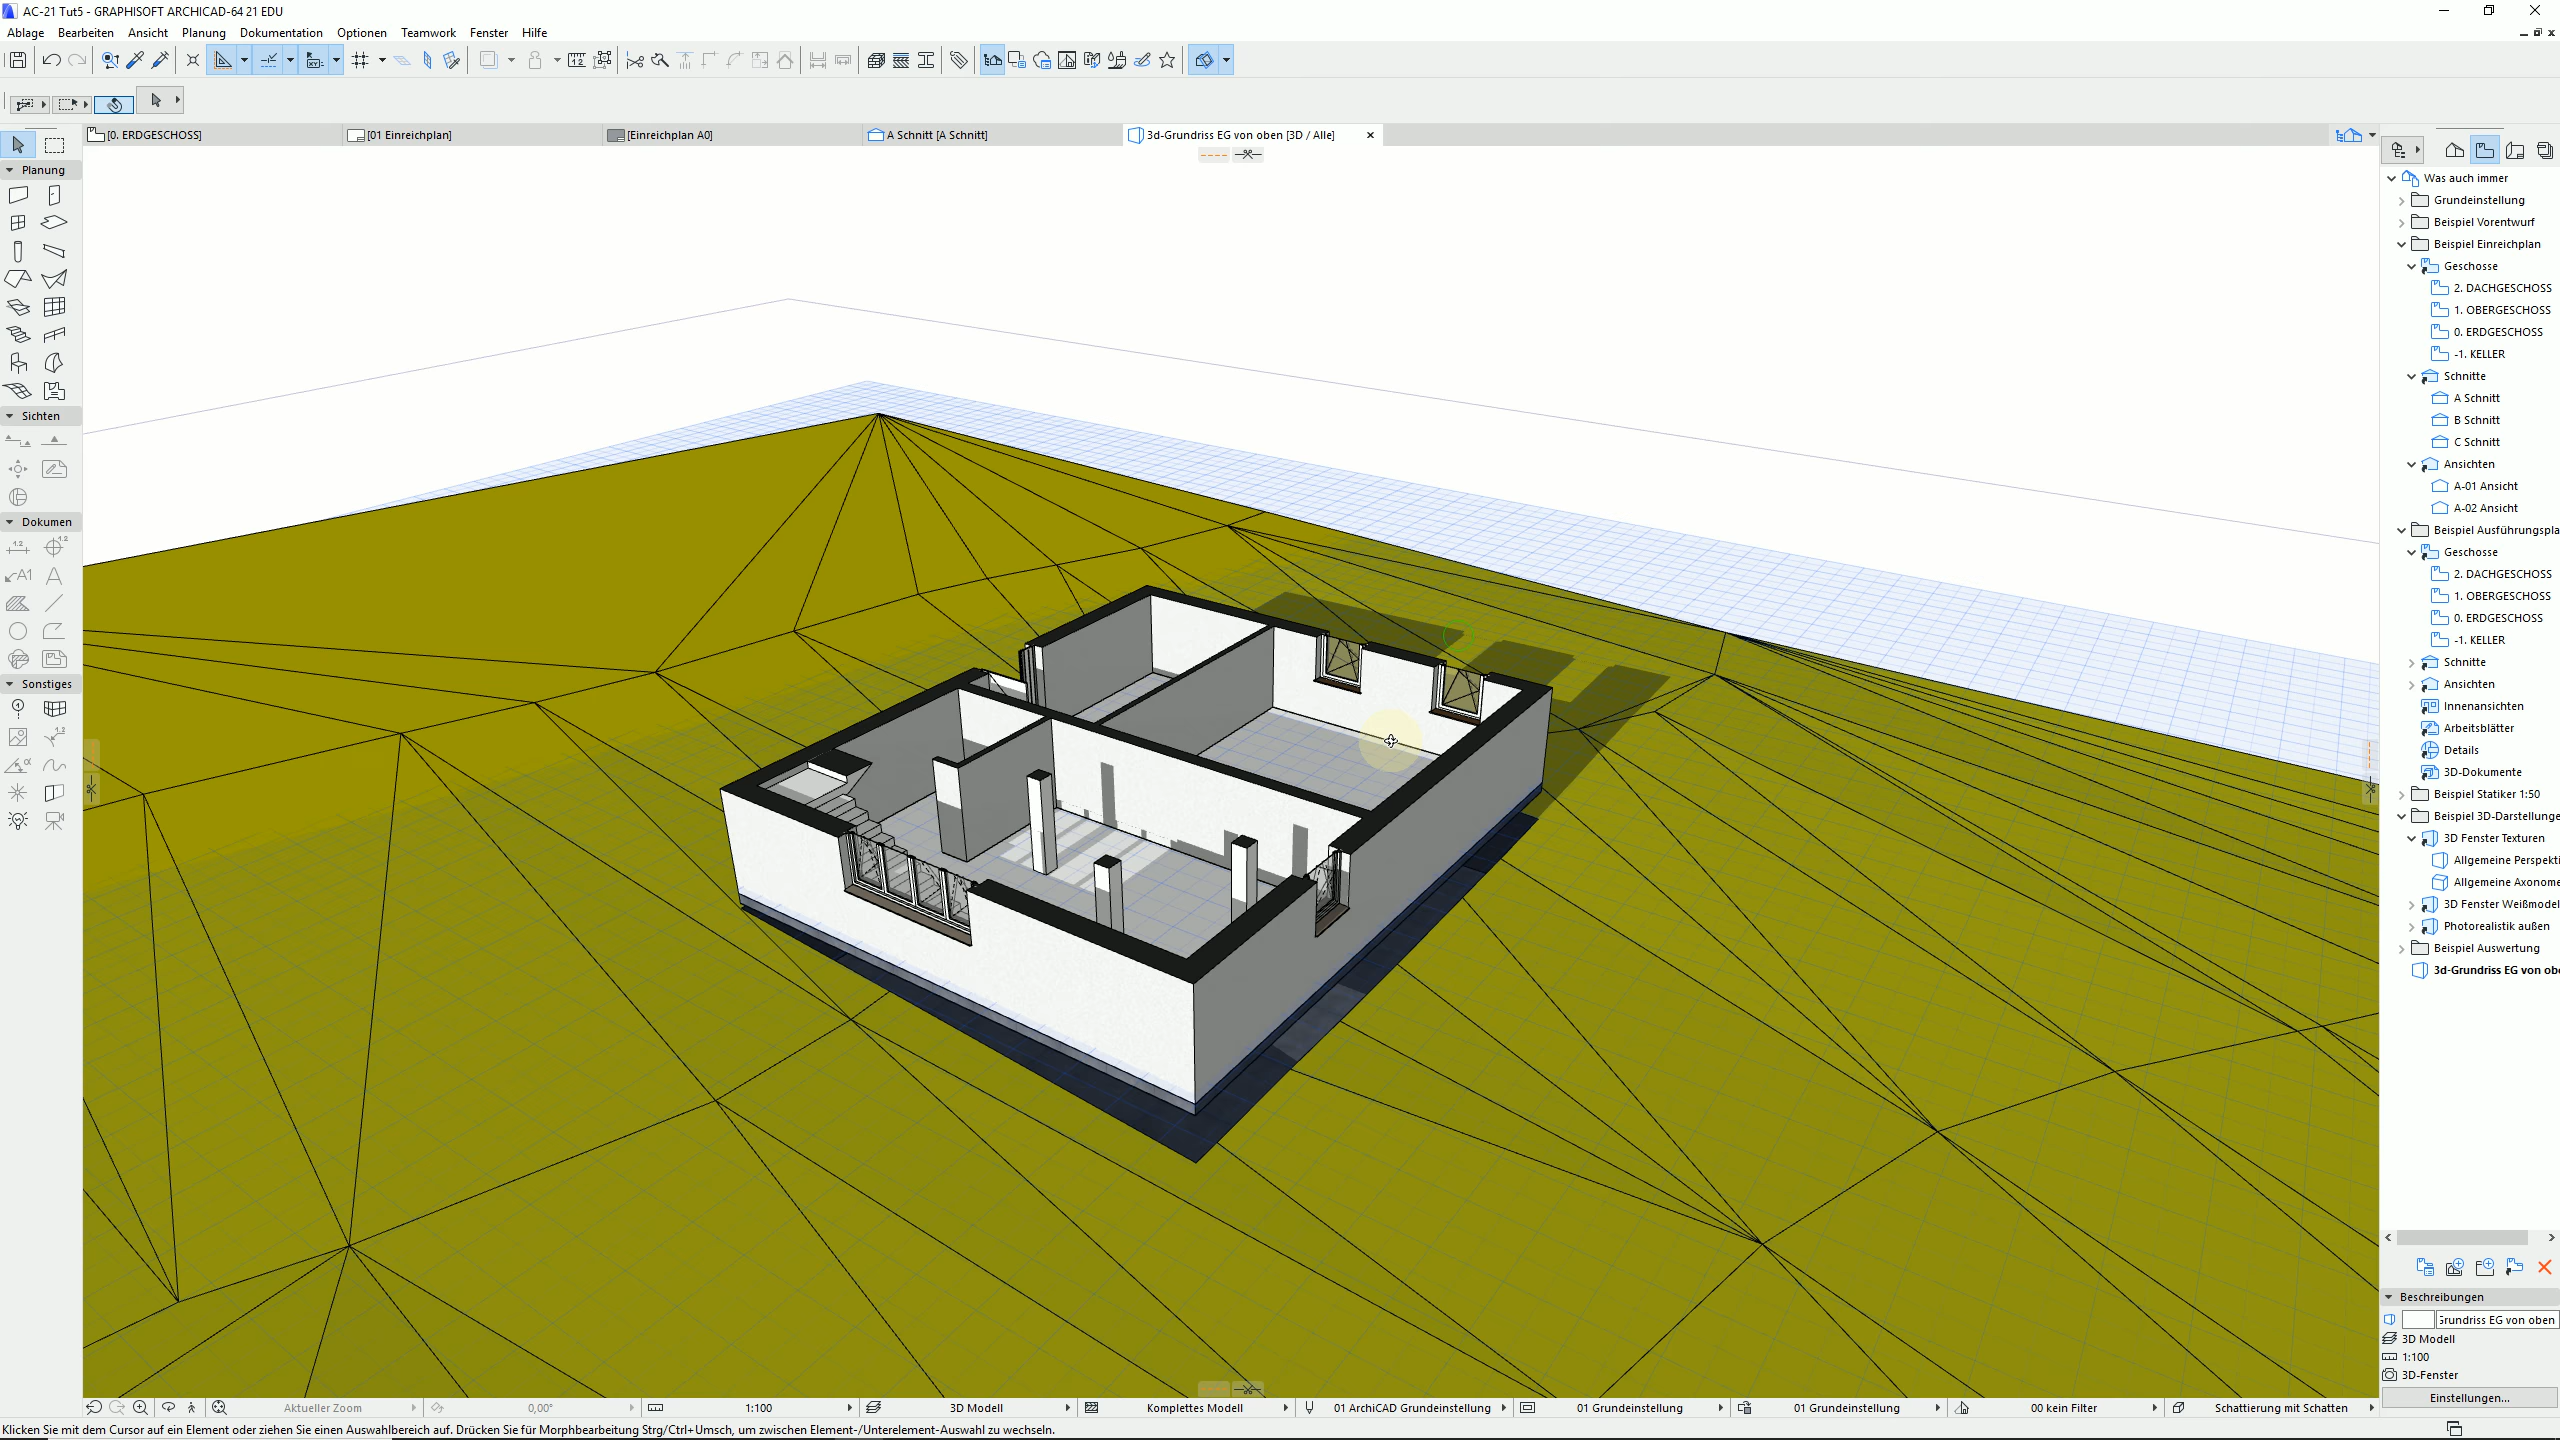 AC-21 Tut5 - GRAPHISOFT ARCHICAD-64 21 EDU
Ablage Bearbeiten Ansicht Planung Dokumentation Optionen Teamwork Fenster Hilfe
[0. ERDGESCHOSS] [01 Einreichplan] [Einreichplan A0] A Schnitt [A Schnitt] 3d-Grundriss EG von oben [3D / Alle]
Planung
Sichten
Dokumen
Sonstiges
Was auch immer
Grundeinstellung
Beispiel Vorentwurf
Beispiel Einreichplan
Geschosse
2. DACHGESCHOSS
1. OBERGESCHOSS
0. ERDGESCHOSS
-1. KELLER
Schnitte
A Schnitt
B Schnitt
C Schnitt
Ansichten
A-01 Ansicht
A-02 Ansicht
Beispiel Ausführungspla
Geschosse
2. DACHGESCHOSS
1. OBERGESCHOSS
0. ERDGESCHOSS
-1. KELLER
Schnitte
Ansichten
Innenansichten
Arbeitsblätter
Details
3D-Dokumente
Beispiel Statiker 1:50
Beispiel 3D-Darstellunge
3D Fenster Texturen
Allgemeine Perspekti
Allgemeine Axonome
3D Fenster Weißmodel
Photorealistik außen
Beispiel Auswertung
3d-Grundriss EG von obe
Beschreibungen
Grundriss EG von oben
3D Modell
1:100
3D-Fenster
Einstellungen...
Aktueller Zoom 0,00° 1:100 3D Modell Komplettes Modell 01 ArchiCAD Grundeinstellung 01 Grundeinstellung 01 Grundeinstellung 00 kein Filter Schattierung mit Schatten
Klicken Sie mit dem Cursor auf ein Element oder ziehen Sie einen Auswahlbereich auf. Drücken Sie für Morphbearbeitung Strg/Ctrl+Umsch, um zwischen Element-/Unterelement-Auswahl zu wechseln.